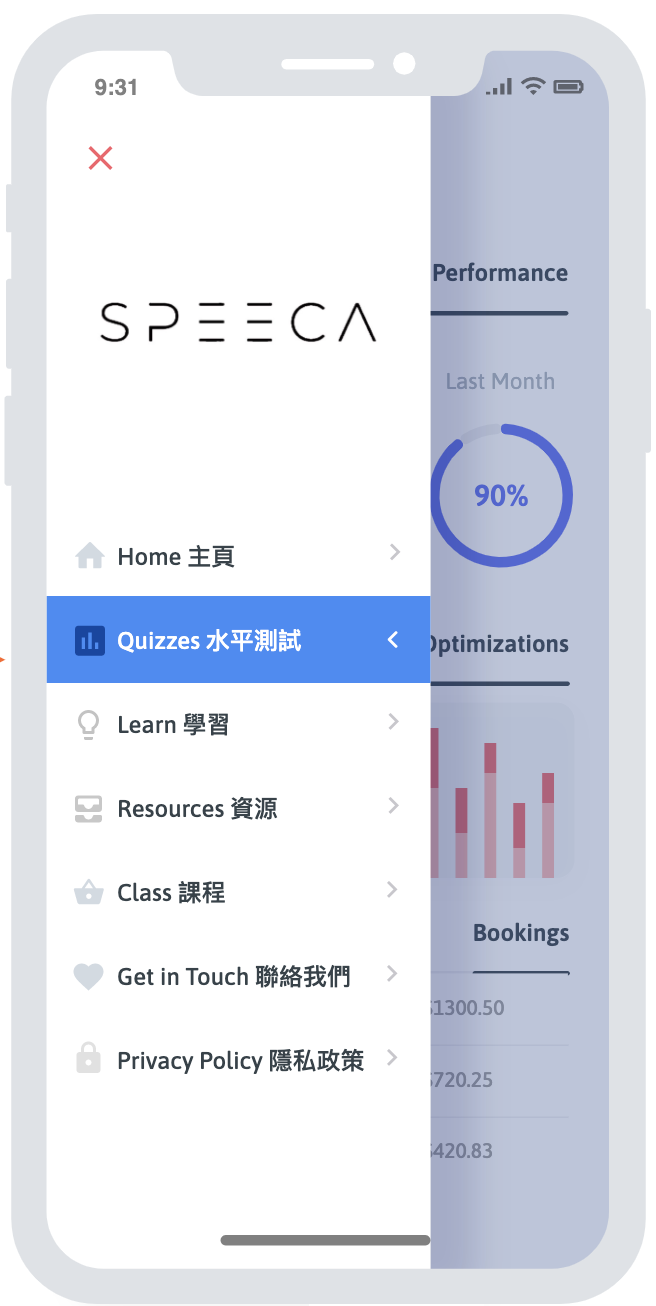 9:31
SPEECA
Home 主頁
Quizzes 水平測試
Learn 學習
Resources 資源
Class 課程
Get in Touch 聯絡我們
Privacy Policy 隱私政策
Performance
Last Month
90%
Optimizations
Bookings
$1300.50
$720.25
$420.83